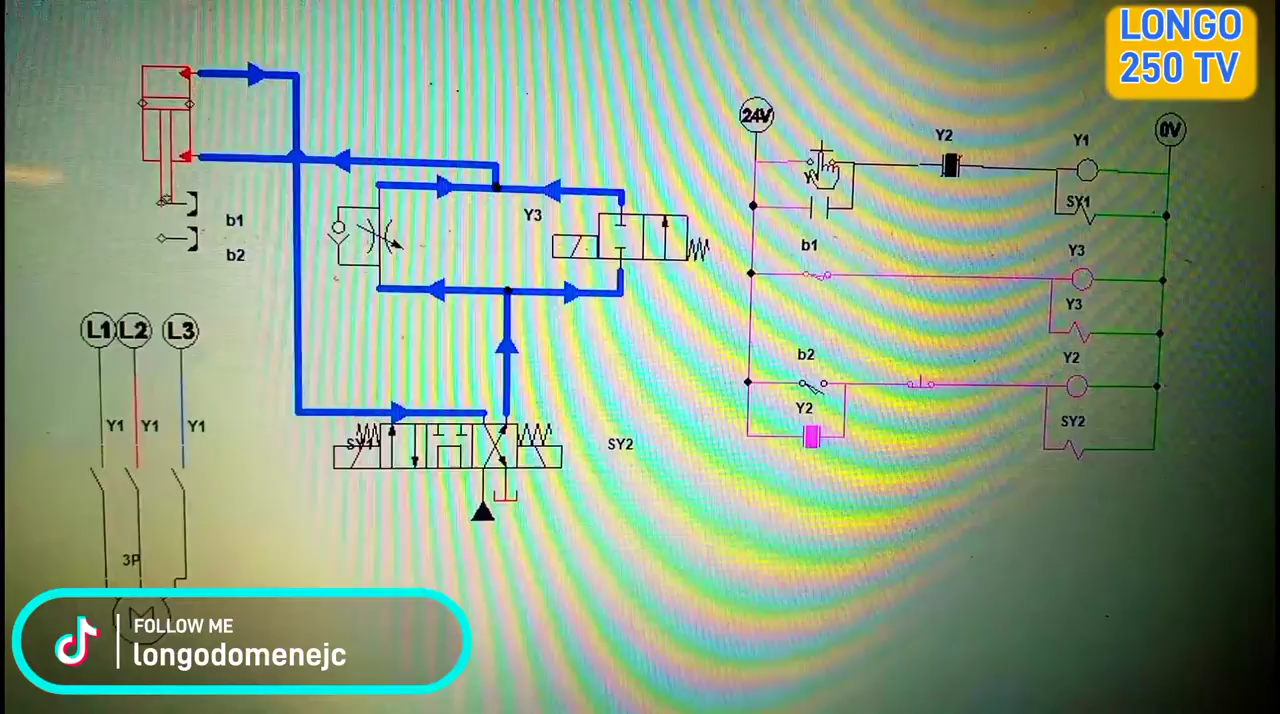 LONGO
250 TV
24V
0V
Y2
Y1
SY1
b1
Y3
Y3
b2
Y2
Y2
SY2
b1
b2
Y3
L1
L2
L3
Y1
Y1
Y1
SY1
SY2
3P
M
FOLLOW ME
longodomenejc